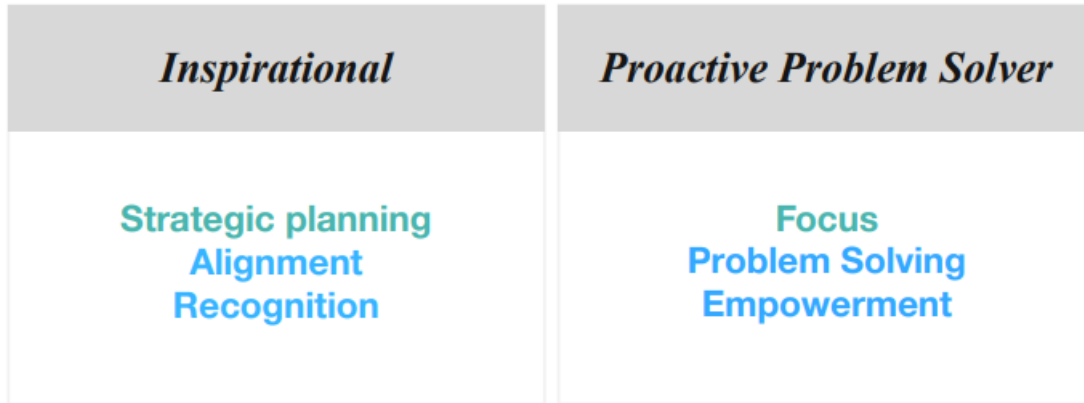 Inspirational
Strategic planning
Alignment
Recognition
Proactive Problem Solver
Focus
Problem Solving
Empowerment